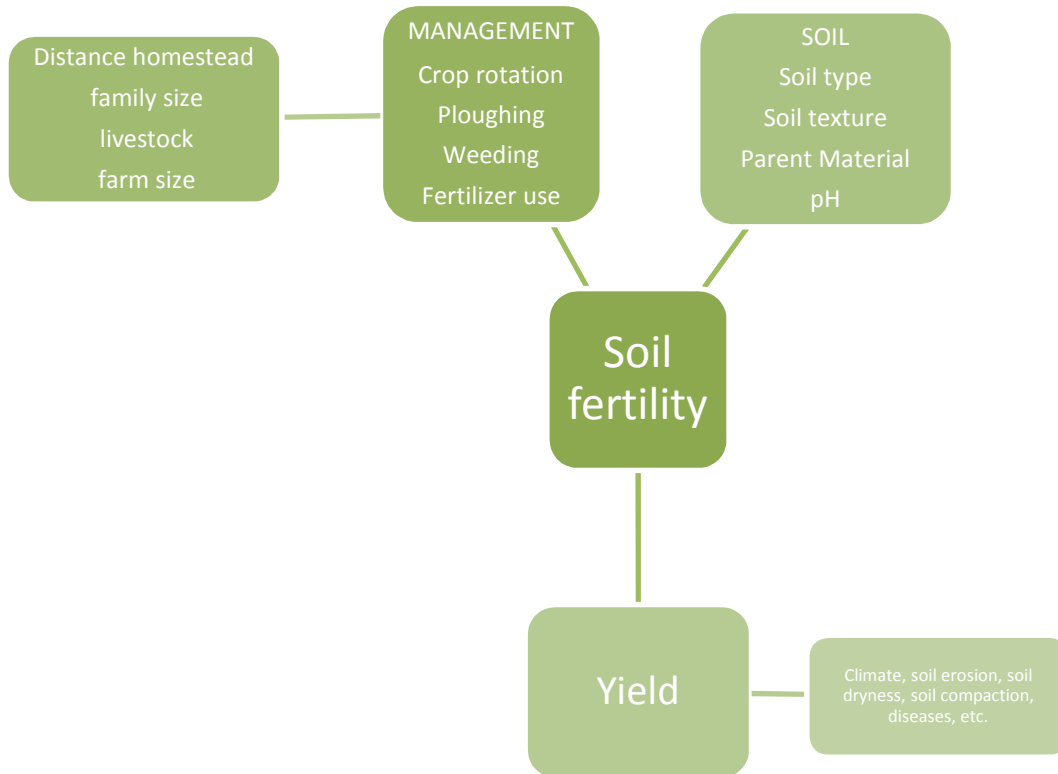 Distance homestead
family size
livestock
farm size
MANAGEMENT
Crop rotation
Ploughing
Weeding
Fertilizer use
SOIL
Soil type
Soil texture
Parent Material
pH
Soil
fertility
Yield
Climate, soil erosion, soil
dryness, soil compaction,
diseases, etc.